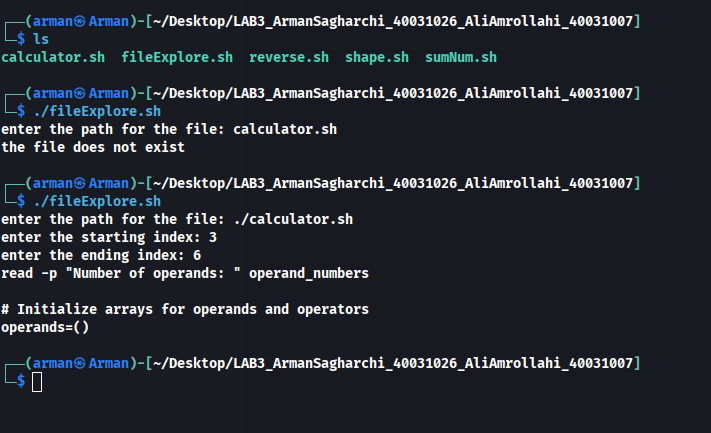 ┌──(arman㉿Arman)-[~/Desktop/LAB3_ArmanSagharchi_40031026_AliAmrollahi_40031007]
└─$ ls
calculator.sh  fileExplore.sh  reverse.sh  shape.sh  sumNum.sh
┌──(arman㉿Arman)-[~/Desktop/LAB3_ArmanSagharchi_40031026_AliAmrollahi_40031007]
└─$ ./fileExplore.sh
enter the path for the file: calculator.sh
the file does not exist
┌──(arman㉿Arman)-[~/Desktop/LAB3_ArmanSagharchi_40031026_AliAmrollahi_40031007]
└─$ ./fileExplore.sh
enter the path for the file: ./calculator.sh
enter the starting index: 3
enter the ending index: 6
read -p "Number of operands: " operand_numbers
# Initialize arrays for operands and operators
operands=()
┌──(arman㉿Arman)-[~/Desktop/LAB3_ArmanSagharchi_40031026_AliAmrollahi_40031007]
└─$